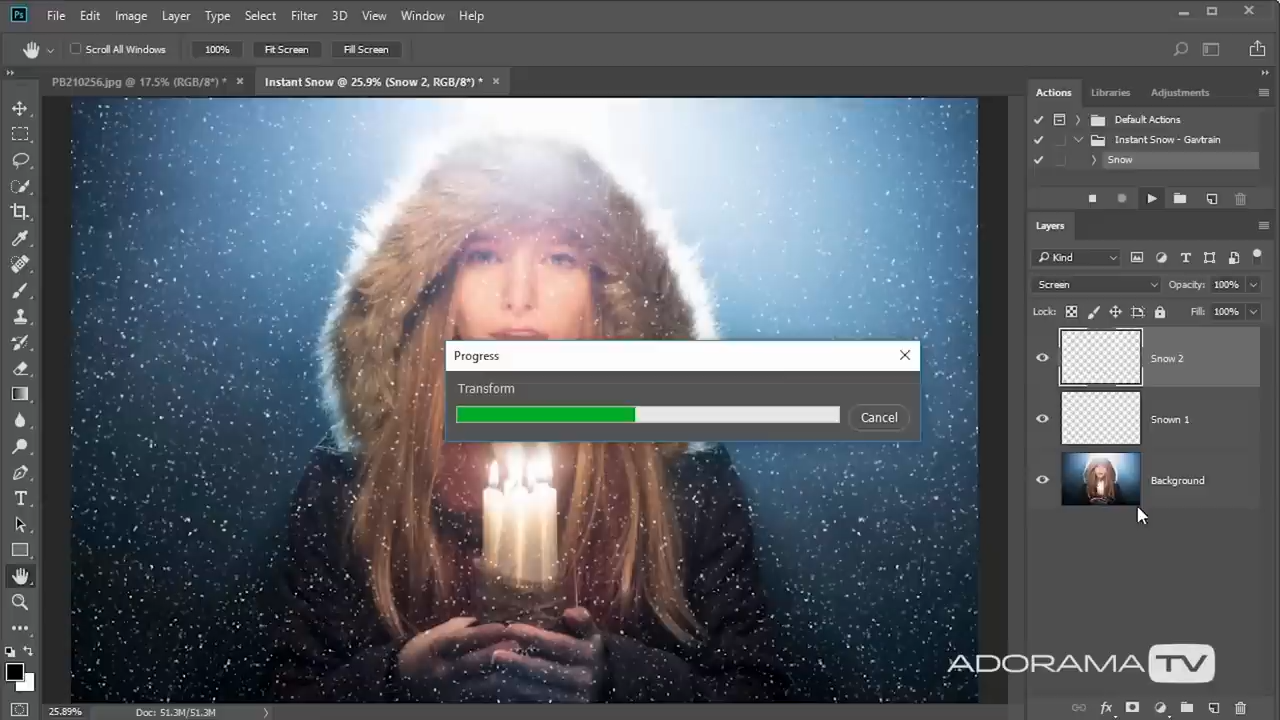 Ps File Edit Image Layer Type Select Filter 3D View Window Help
Scroll All Windows 100% Fit Screen Fill Screen
PB210256.jpg @ 17.5% (RGB/8*) * Instant Snow @ 25.9% (Snow 2, RGB/8*) *
Actions Libraries Adjustments
Default Actions
Instant Snow - Gavtrain
Snow
Layers
Kind
Screen Opacity: 100%
Lock: Fill: 100%
Snow 2
Snown 1
Background
Progress
Transform
Cancel
ADORAMA TV
25.89% Doc: 51.3M/51.3M